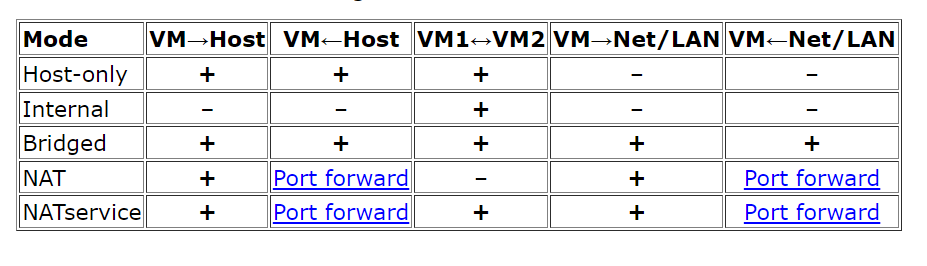 Mode VM→Host VM←Host VM1↔VM2 VM→Net/LAN VM←Net/LAN
Host-only + + + – –
Internal – – + – –
Bridged + + + + +
NAT + Port forward – + Port forward
NATservice + Port forward + + Port forward